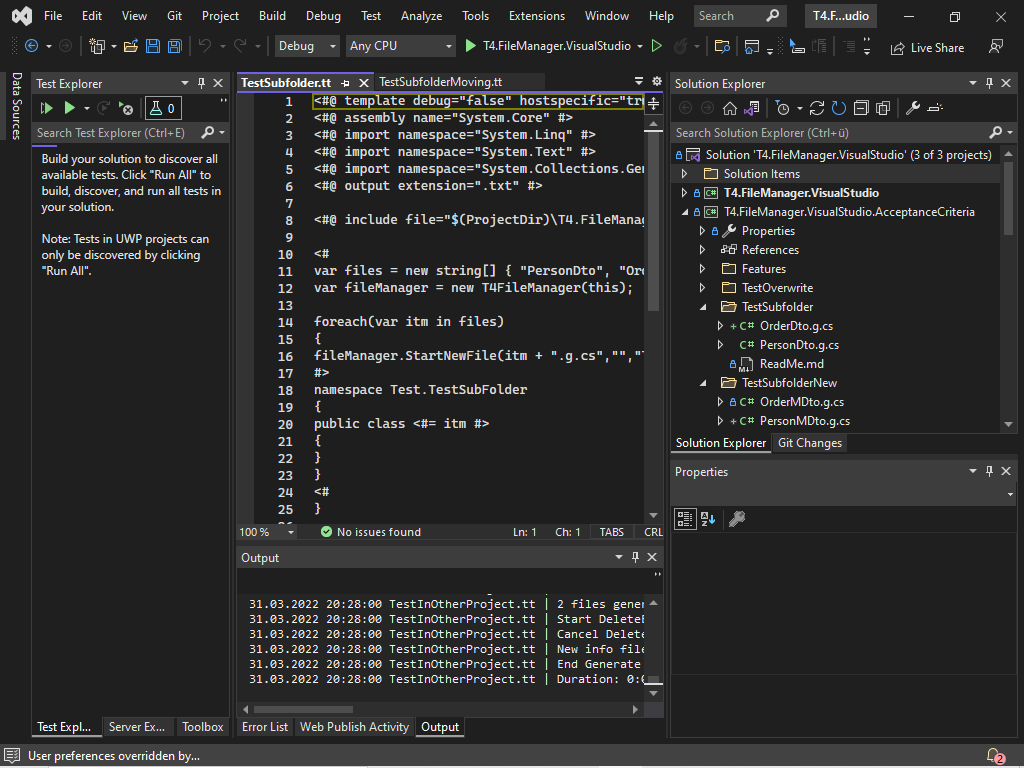 File Edit View Git Project Build Debug Test Analyze Tools Extensions Window Help Search T4.F...udio
Debug Any CPU T4.FileManager.VisualStudio Live Share
Data Sources
Test Explorer
0
Search Test Explorer (Ctrl+E)
Build your solution to discover all
available tests. Click "Run All" to
build, discover, and run all tests in
your solution.
Note: Tests in UWP projects can
only be discovered by clicking
"Run All".
Test Expl... Server Ex... Toolbox
TestSubfolder.tt TestSubfolderMoving.tt
1 <#@ template debug="false" hostspecific="tr
2 <#@ assembly name="System.Core" #>
3 <#@ import namespace="System.Linq" #>
4 <#@ import namespace="System.Text" #>
5 <#@ import namespace="System.Collections.Gen
6 <#@ output extension=".txt" #>
7
8 <#@ include file="$(ProjectDir)\T4.FileManag
9
10 <#
11 var files = new string[] { "PersonDto", "Or
12 var fileManager = new T4FileManager(this);
13
14 foreach(var itm in files)
15 {
16 fileManager.StartNewFile(itm + ".g.cs","","
17 #>
18 namespace Test.TestSubFolder
19 {
20 public class <#= itm #>
21 {
22 }
23 }
24 <#
25 }
100 % No issues found Ln: 1 Ch: 1 TABS CRL
Output
31.03.2022 20:28:00 TestInOtherProject.tt | 2 files gener
31.03.2022 20:28:00 TestInOtherProject.tt | Start Delete
31.03.2022 20:28:00 TestInOtherProject.tt | Cancel Delete
31.03.2022 20:28:00 TestInOtherProject.tt | New info file
31.03.2022 20:28:00 TestInOtherProject.tt | End Generate
31.03.2022 20:28:00 TestInOtherProject.tt | Duration: 0:
Error List Web Publish Activity Output
Solution Explorer
Search Solution Explorer (Ctrl+ü)
Solution 'T4.FileManager.VisualStudio' (3 of 3 projects)
Solution Items
C# T4.FileManager.VisualStudio
C# T4.FileManager.VisualStudio.AcceptanceCriteria
Properties
References
Features
TestOverwrite
TestSubfolder
+ C# OrderDto.g.cs
C# PersonDto.g.cs
ReadMe.md
TestSubfolderNew
C# OrderMDto.g.cs
+ C# PersonMDto.g.cs
Solution Explorer Git Changes
Properties
User preferences overridden by...
2